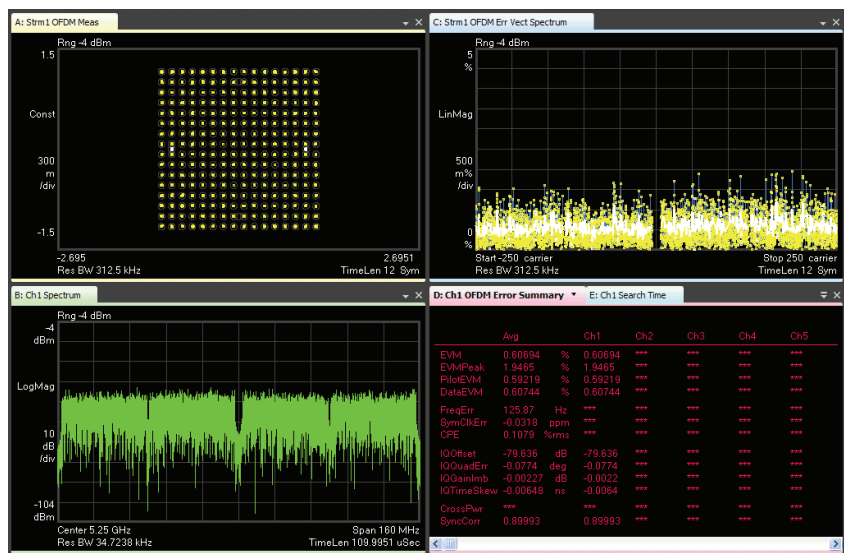 A: Strm1 OFDM Meas
Rng -4 dBm
1.5
Const
300
m
/div
-1.5
-2.695 2.6951
Res BW 312.5 kHz TimeLen 12 Sym
C: Strm1 OFDM Err Vect Spectrum
Rng -4 dBm
5
%
LinMag
500
m%
/div
0
%
Start -250 carrier Stop 250 carrier
Res BW 312.5 kHz TimeLen 12 Sym
B: Ch1 Spectrum
Rng -4 dBm
-4
dBm
LogMag
10
dB
/div
-104
dBm
Center 5.25 GHz Span 160 MHz
Res BW 34.7238 kHz TimeLen 109.9951 uSec
D: Ch1 OFDM Error Summary E: Ch1 Search Time
Avg Ch1 Ch2 Ch3 Ch4 Ch5
EVM 0.60694 % 0.60694 *** *** *** ***
EVMPeak 1.9465 % 1.9465 *** *** *** ***
PilotEVM 0.59219 % 0.59219 *** *** *** ***
DataEVM 0.60744 % 0.60744 *** *** *** ***
FreqErr 125.87 Hz *** *** *** *** ***
SymClkErr -0.0318 ppm *** *** *** *** ***
CPE 0.1079 %rms *** *** *** *** ***
IQOffset -79.636 dB -79.636 *** *** *** ***
IQQuadErr -0.0774 deg -0.0774 *** *** *** ***
IQGainImb -0.00227 dB -0.0022 *** *** *** ***
IQTimeSkew -0.00648 ns -0.0064 *** *** *** ***
CrossPwr *** *** *** *** *** ***
SyncCorr 0.89993 0.89993 *** *** *** ***